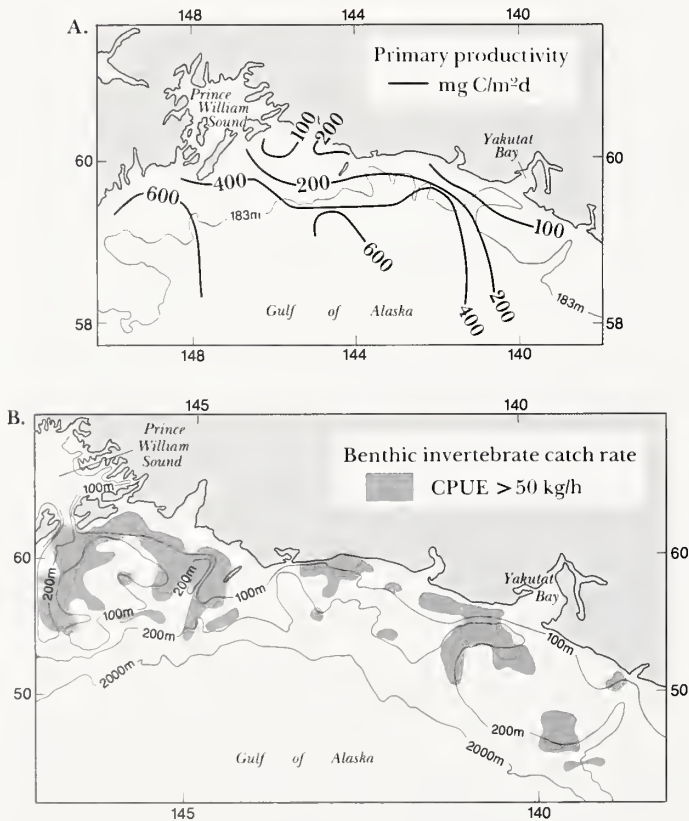 148
144
140
A.
Primary productivity
mg C/m²d
Prince
William
Sound
100
200
Yakutat
Bay
60
60
600
400
200
100
183m
600
Gulf of Alaska
400
200
183m
58
58
148
144
140
B.
145
140
Prince
William
Sound
100m
Benthic invertebrate catch rate
CPUE > 50 kg/h
60
60
200m
200m
100m
100m
200m
Yakutat
Bay
100m
2000m
50
50
200m
2000m
Gulf of Alaska
145
140